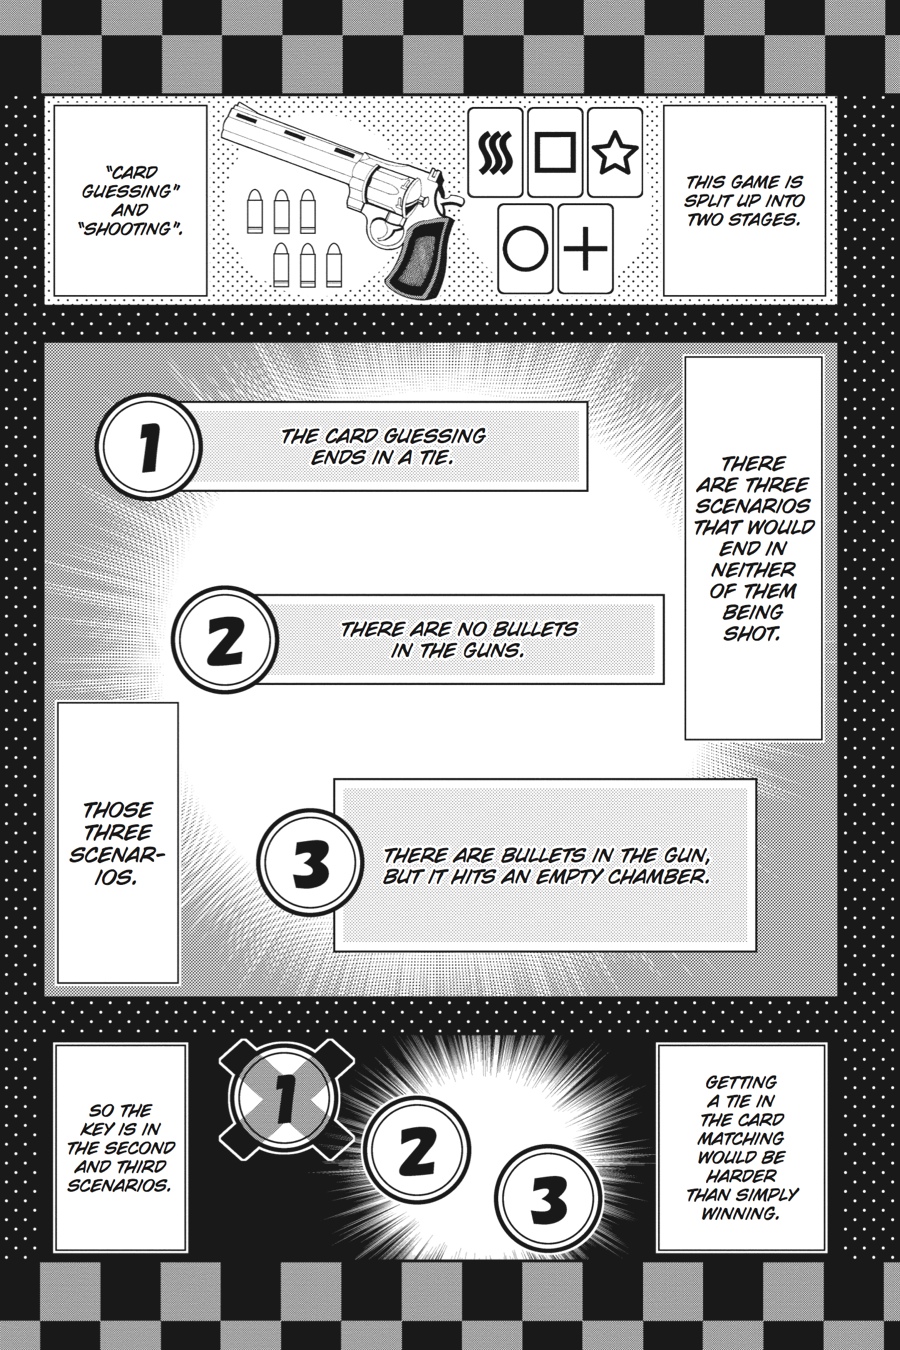 THIS GAME IS
SPLIT UP INTO
TWO STAGES.
"CARD
GUESSING"
AND
"SHOOTING".
THERE
ARE THREE
SCENARIOS
THAT WOULD
END IN
NEITHER
OF THEM
BEING
SHOT.
1
THE CARD GUESSING
ENDS IN A TIE.
2
THERE ARE NO BULLETS
IN THE GUNS.
3
THERE ARE BULLETS IN THE GUN,
BUT IT HITS AN EMPTY CHAMBER.
THOSE
THREE
SCENAR-
IOS.
GETTING
A TIE IN
THE CARD
MATCHING
WOULD BE
HARDER
THAN SIMPLY
WINNING.
1
2
3
SO THE
KEY IS IN
THE SECOND
AND THIRD
SCENARIOS.